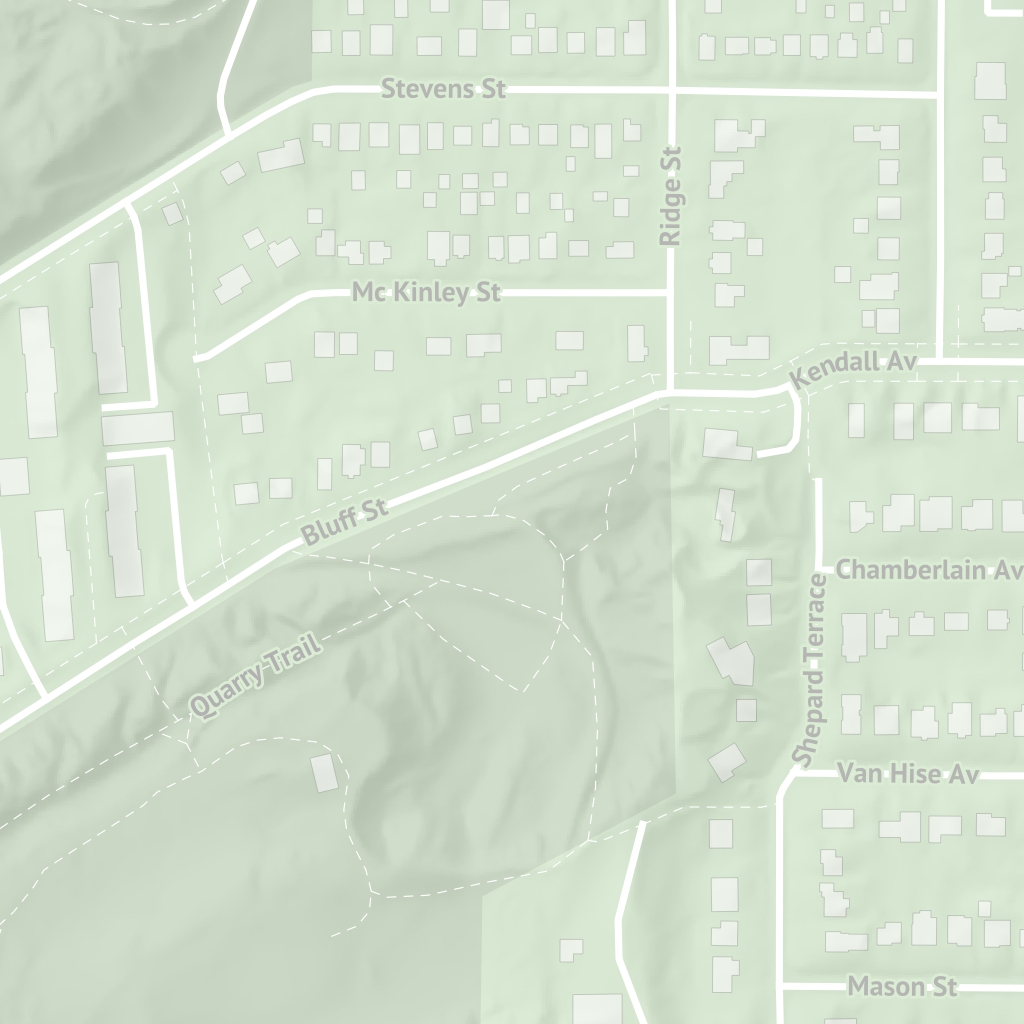 Stevens St
Ridge St
Mc Kinley St
Kendall Av
Bluff St
Chamberlain Av
Shepard Terrace
Quarry Trail
Van Hise Av
Mason St